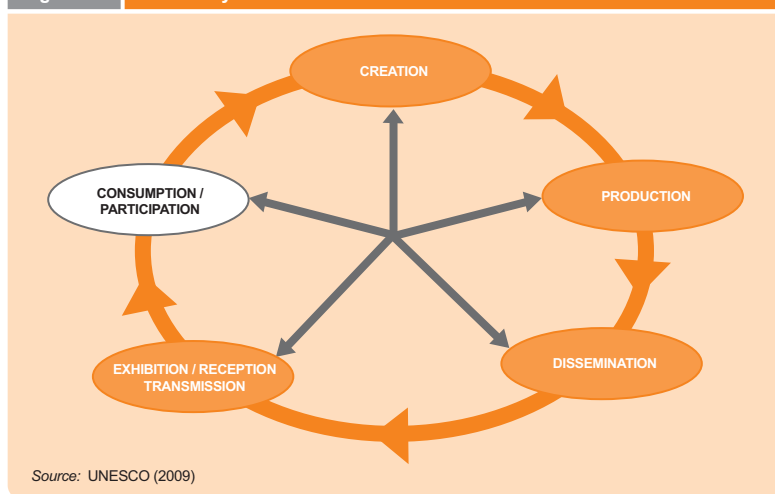 CREATION
CONSUMPTION /
PARTICIPATION
PRODUCTION
EXHIBITION / RECEPTION
TRANSMISSION
DISSEMINATION
Source: UNESCO (2009)